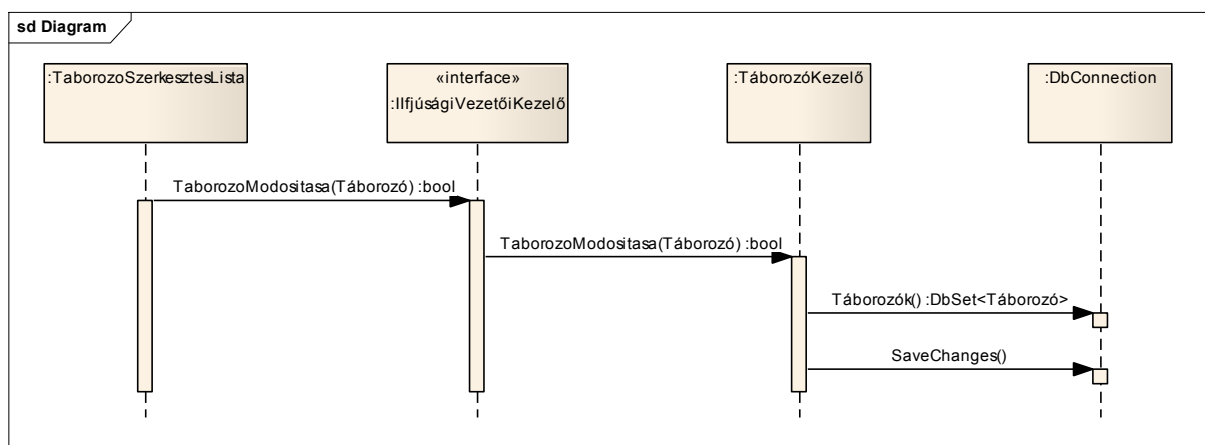 sd Diagram
:TaborozoSzerkesztesLista
«interface»
:IIfjúságiVezetőiKezelő
:TáborozóKezelő
:DbConnection
TaborozoModositasa(Táborozó) :bool
TaborozoModositasa(Táborozó) :bool
Táborozók() :DbSet<Táborozó>
SaveChanges()